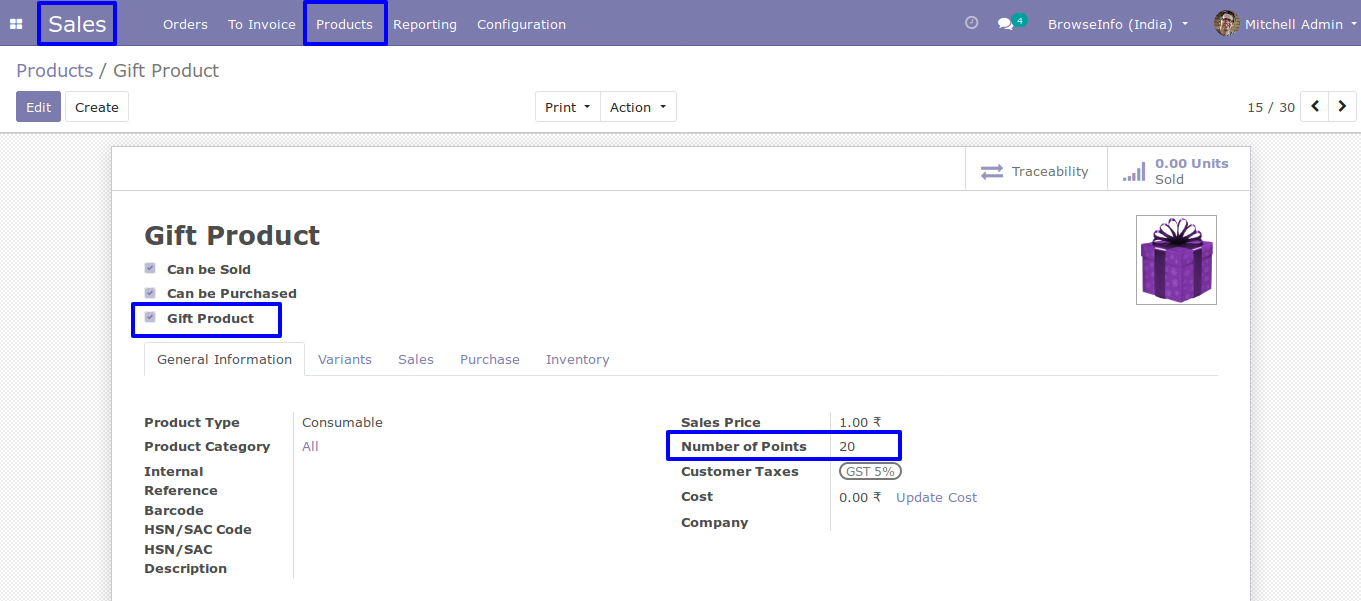 Sales Orders To Invoice Products Reporting Configuration 4 BrowseInfo (India) Mitchell Admin
Products / Gift Product
Edit Create Print Action 15 / 30
Traceability 0.00 Units
Sold
Gift Product
Can be Sold
Can be Purchased
Gift Product
General Information Variants Sales Purchase Inventory
Product Type Consumable Sales Price 1.00 ₹
Product Category All Number of Points 20
Internal Customer Taxes GST 5%
Reference Cost 0.00 ₹ Update Cost
Barcode Company
HSN/SAC Code
HSN/SAC
Description